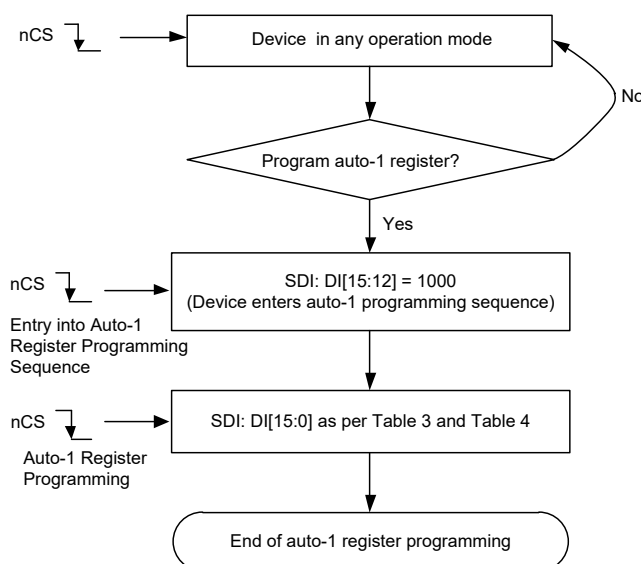 nCS
Device in any operation mode
No
Program auto-1 register?
Yes
nCS
SDI: DI[15:12] = 1000
(Device enters auto-1 programming sequence)
Entry into Auto-1
Register Programming
Sequence
nCS
SDI: DI[15:0] as per Table 3 and Table 4
Auto-1 Register
Programming
End of auto-1 register programming